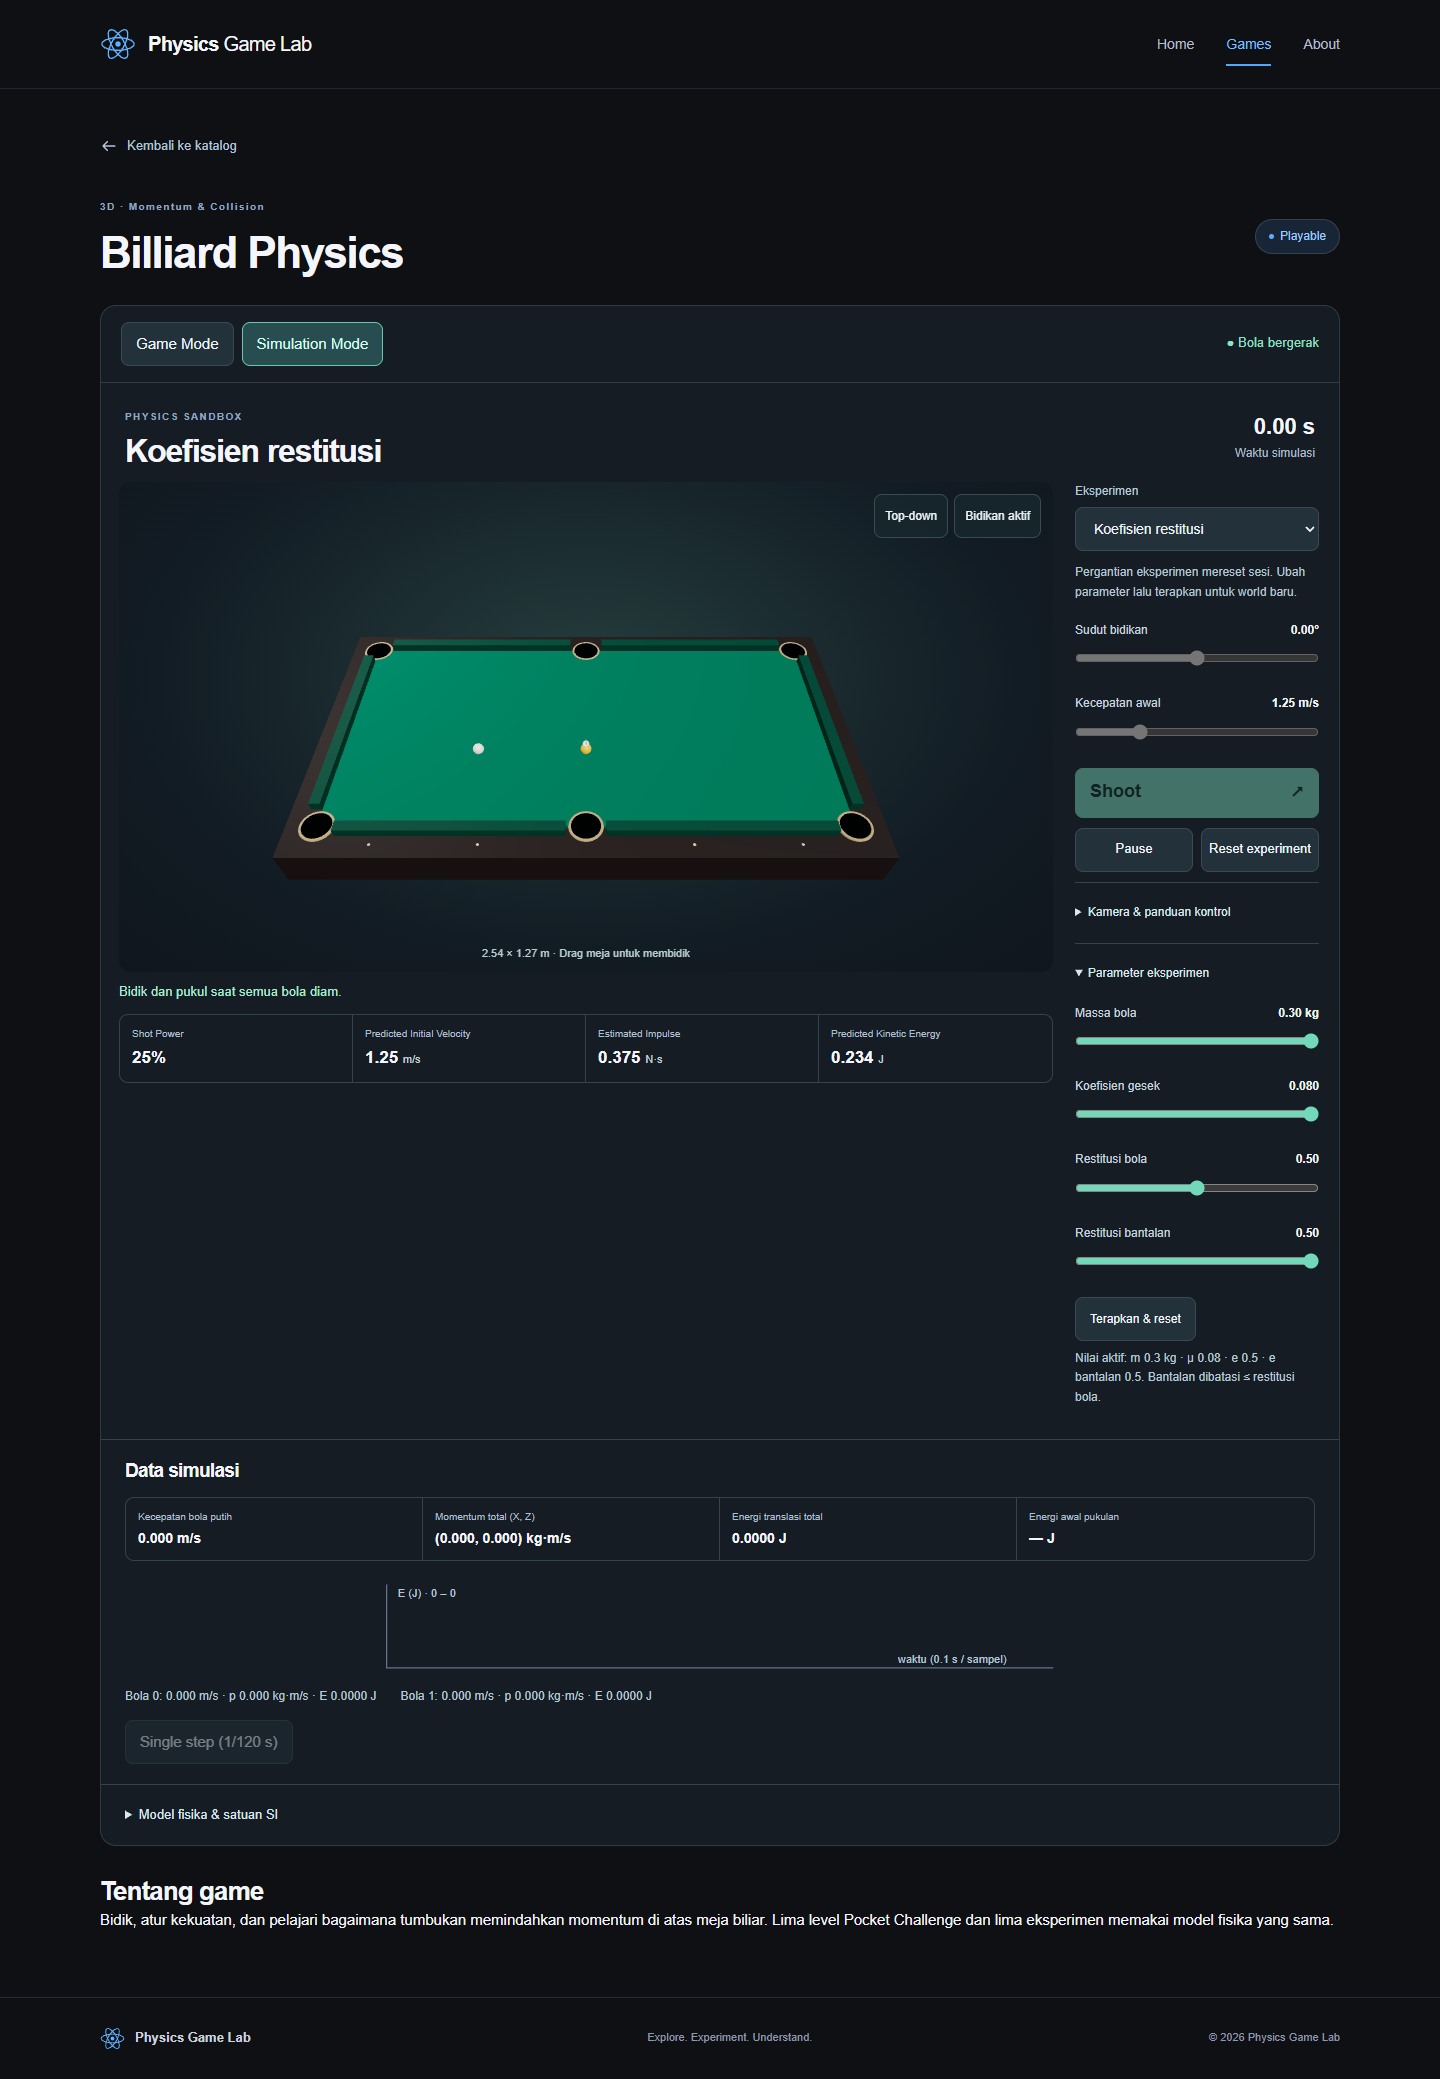 Physics Game Lab
Home
Games
About
Kembali ke katalog
3D · Momentum & Collision
Billiard Physics
Playable
Game Mode
Simulation Mode
Bola bergerak
PHYSICS SANDBOX
Koefisien restitusi
0.00 s
Waktu simulasi
Top-down
Bidikan aktif
2.54 × 1.27 m · Drag meja untuk membidik
Bidik dan pukul saat semua bola diam.
Shot Power
25%
Predicted Initial Velocity
1.25 m/s
Estimated Impulse
0.375 N·s
Predicted Kinetic Energy
0.234 J
Eksperimen
Koefisien restitusi
Pergantian eksperimen mereset sesi. Ubah
parameter lalu terapkan untuk world baru.
Sudut bidikan 0.00°
Kecepatan awal 1.25 m/s
Shoot ↗
Pause
Reset experiment
Kamera & panduan kontrol
Parameter eksperimen
Massa bola 0.30 kg
Koefisien gesek 0.080
Restitusi bola 0.50
Restitusi bantalan 0.50
Terapkan & reset
Nilai aktif: m 0.3 kg · μ 0.08 · e 0.5 · e
bantalan 0.5. Bantalan dibatasi ≤ restitusi
bola.
Data simulasi
Kecepatan bola putih
0.000 m/s
Momentum total (X, Z)
(0.000, 0.000) kg·m/s
Energi translasi total
0.0000 J
Energi awal pukulan
— J
E (J) · 0 – 0
waktu (0.1 s / sampel)
Bola 0: 0.000 m/s · p 0.000 kg·m/s · E 0.0000 J
Bola 1: 0.000 m/s · p 0.000 kg·m/s · E 0.0000 J
Single step (1/120 s)
Model fisika & satuan SI
Tentang game
Bidik, atur kekuatan, dan pelajari bagaimana tumbukan memindahkan momentum di atas meja biliar. Lima level Pocket Challenge dan lima eksperimen memakai model fisika yang sama.
Physics Game Lab
Explore. Experiment. Understand.
© 2026 Physics Game Lab